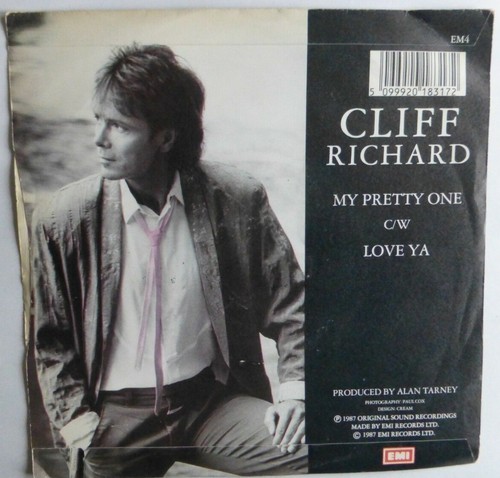 EM4
5 099920 183172
CLIFF
RICHARD
MY PRETTY ONE
C/W
LOVE YA
PRODUCED BY ALAN TARNEY
PHOTOGRAPHY: PAUL COX
DESIGN: CREAM
℗ 1987 ORIGINAL SOUND RECORDINGS
MADE BY EMI RECORDS LTD.
© 1987 EMI RECORDS LTD.
EMI